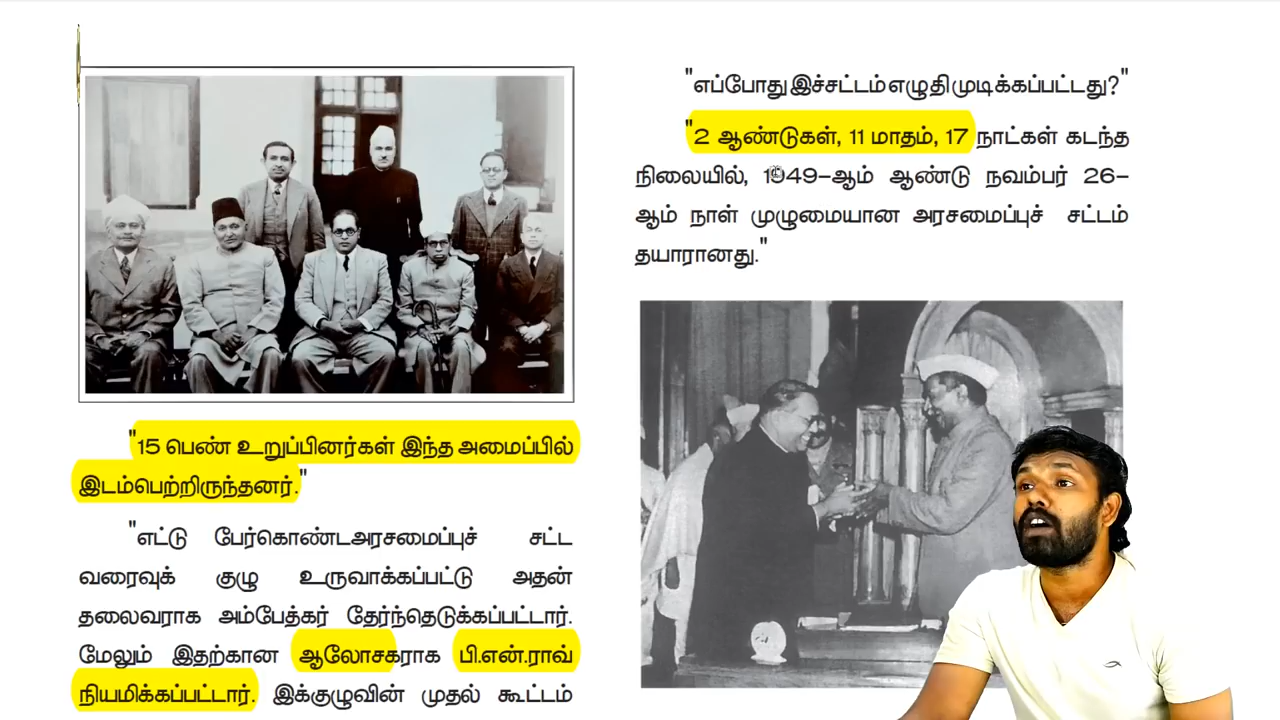 "15 பெண் உறுப்பினர்கள் இந்த அமைப்பில்
இடம்பெற்றிருந்தனர்."
"எட்டு பேர்கொண்டஅரசமைப்புச் சட்ட
வரைவுக் குழு உருவாக்கப்பட்டு அதன்
தலைவராக அம்பேத்கர் தேர்ந்தெடுக்கப்பட்டார்.
மேலும் இதற்கான ஆலோசகராக பி.என்.ராவ்
நியமிக்கப்பட்டார். இக்குழுவின் முதல் கூட்டம்
"எப்போது இச்சட்டம் எழுதி முடிக்கப்பட்டது?"
"2 ஆண்டுகள், 11 மாதம், 17 நாட்கள் கடந்த
நிலையில், 1949-ஆம் ஆண்டு நவம்பர் 26-
ஆம் நாள் முழுமையான அரசமைப்புச் சட்டம்
தயாரானது."